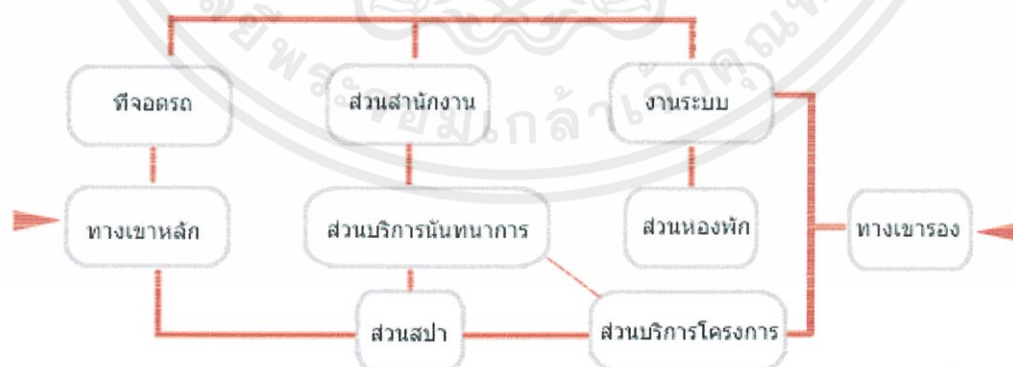 ที่จอดรถ
ส่วนสำนักงาน
งานระบบ
ทางเขาหลัก
ส่วนบริการนันทนาการ
ส่วนหองพัก
ทางเขารอง
ส่วนสปา
ส่วนบริการโครงการ